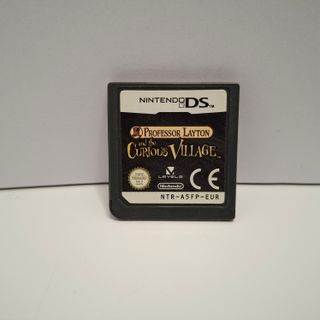 NINTENDO DS
PROFESSOR LAYTON
and the
CURIOUS VILLAGE
LEVEL5
CE
Nintendo
NTR-A5FP-EUR